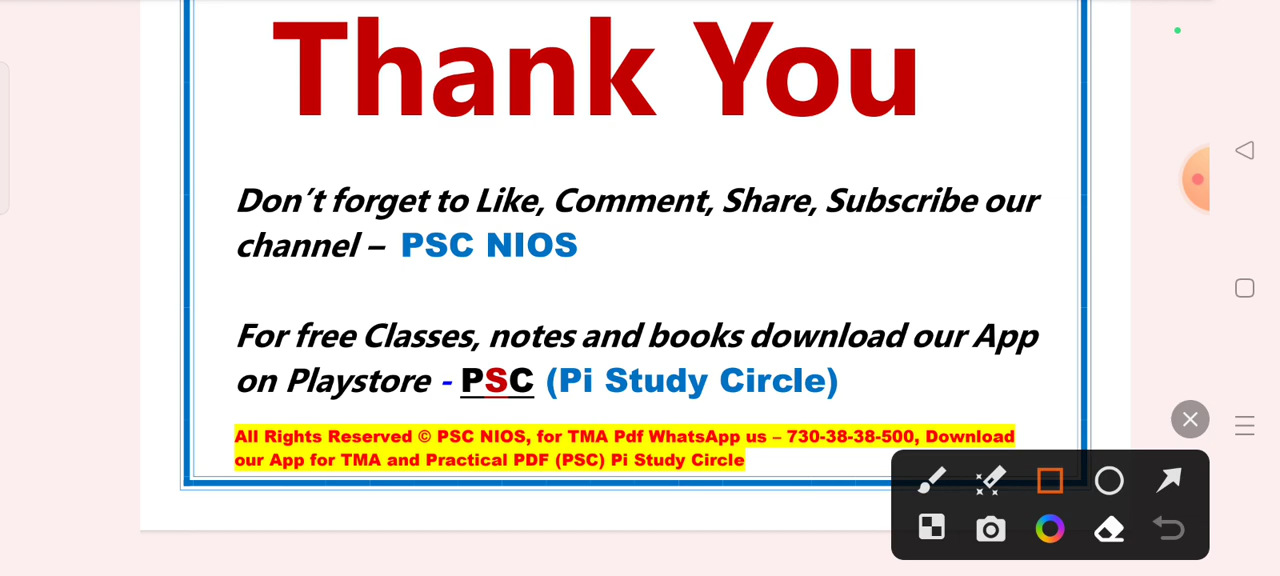 Thank You
Don’t forget to Like, Comment, Share, Subscribe our
channel – PSC NIOS
For free Classes, notes and books download our App
on Playstore - PSC (Pi Study Circle)
All Rights Reserved © PSC NIOS, for TMA Pdf WhatsApp us – 730-38-38-500, Download
our App for TMA and Practical PDF (PSC) Pi Study Circle